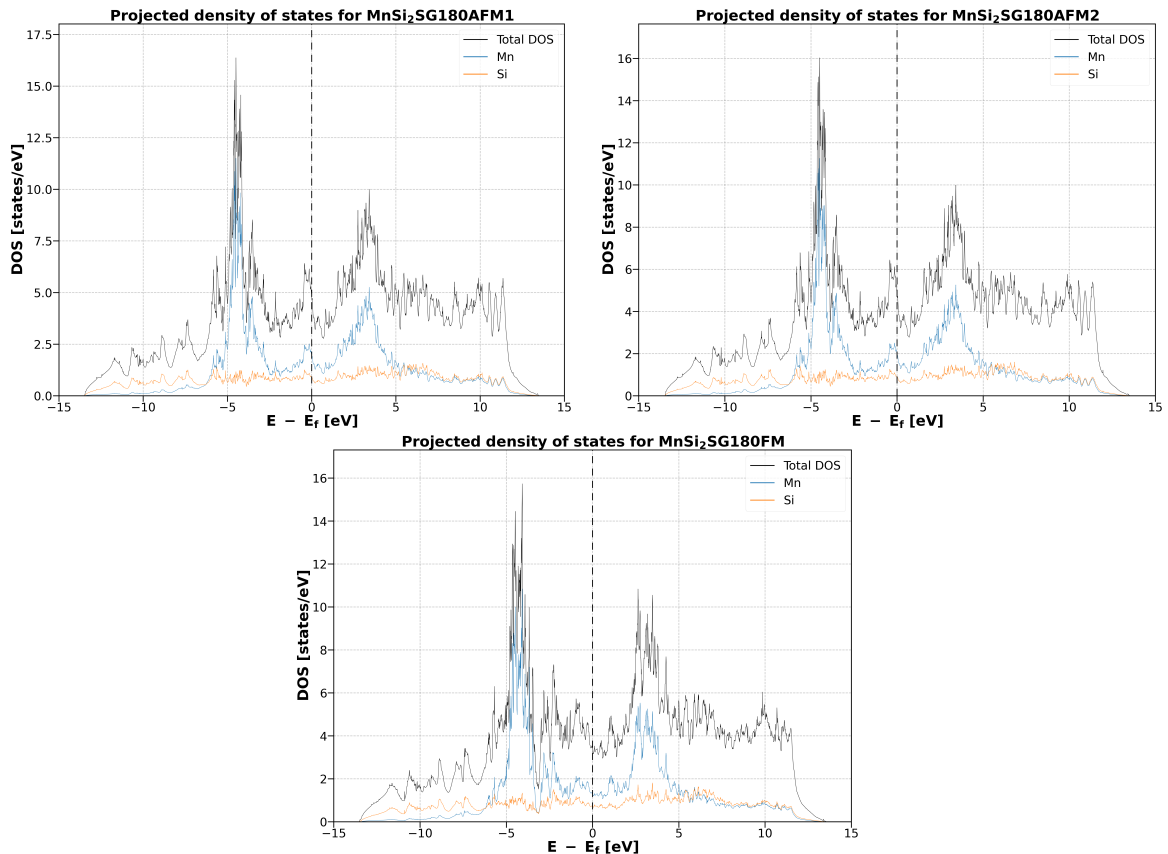 Projected density of states for MnSi₂SG180AFM1
17.5
15.0
12.5
10.0
7.5
5.0
2.5
0.0
DOS [states/eV]
Total DOS
Mn
Si
−15
−10
−5
0
5
10
15
E − E_f [eV]
Projected density of states for MnSi₂SG180AFM2
16
14
12
10
8
6
4
2
0
DOS [states/eV]
Total DOS
Mn
Si
−15
−10
−5
0
5
10
15
E − E_f [eV]
Projected density of states for MnSi₂SG180FM
16
14
12
10
8
6
4
2
0
DOS [states/eV]
Total DOS
Mn
Si
−15
−10
−5
0
5
10
15
E − E_f [eV]